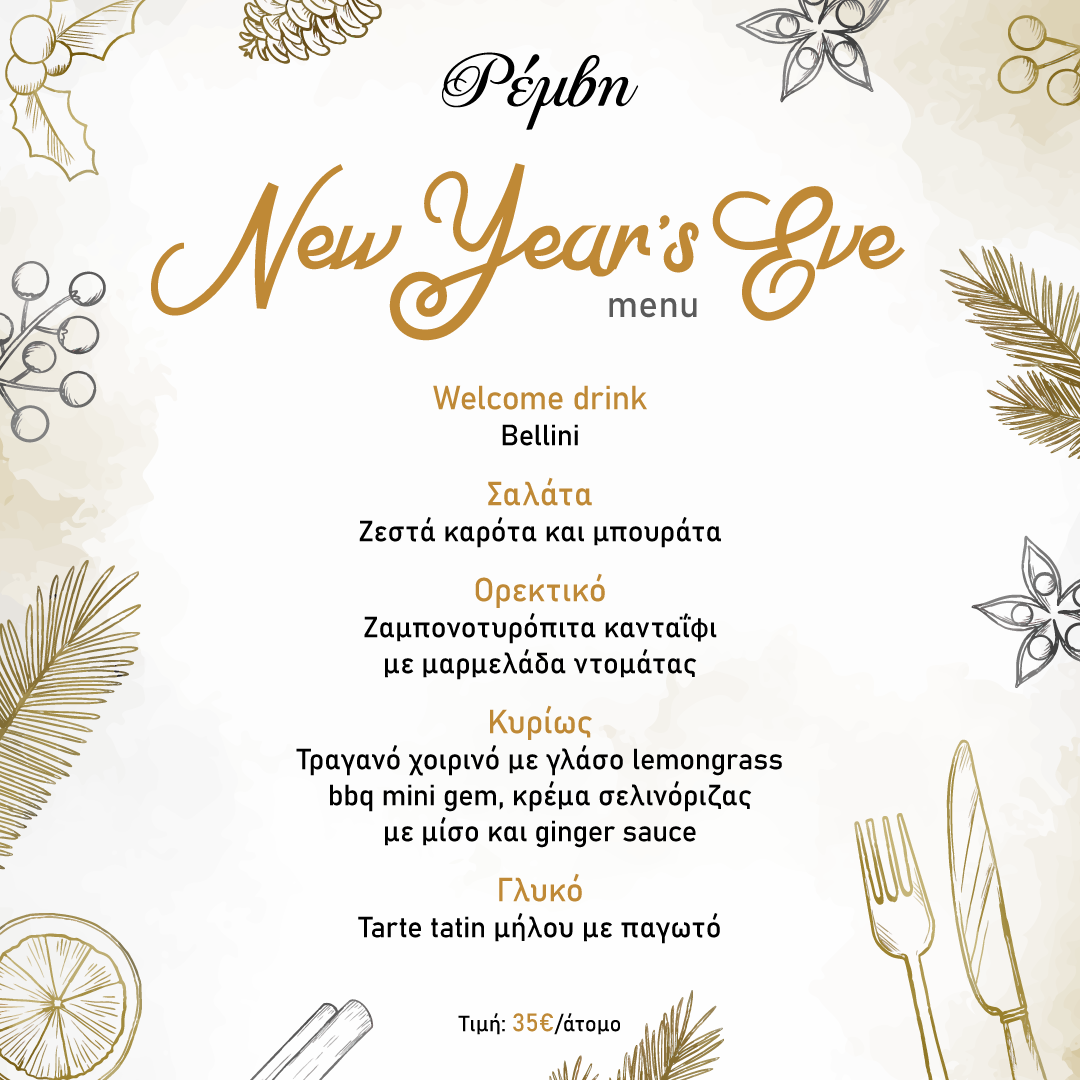 Ρέμβη
New Year's Eve
menu
Welcome drink
Bellini
Σαλάτα
Ζεστά καρότα και μπουράτα
Ορεκτικό
Ζαμπονοτυρόπιτα κανταΐφι
με μαρμελάδα ντομάτας
Κυρίως
Τραγανό χοιρινό με γλάσο lemongrass
bbq mini gem, κρέμα σελινόριζας
με μίσο και ginger sauce
Γλυκό
Tarte tatin μήλου με παγωτό
Τιμή: 35€/άτομο